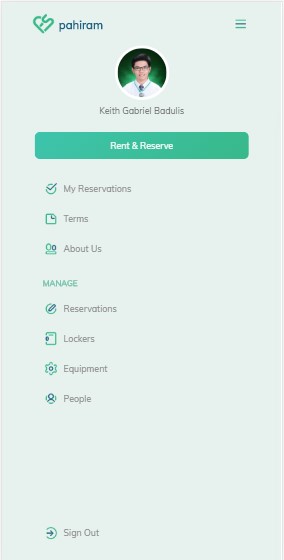 pahiram
Keith Gabriel Badulis
Rent & Reserve
My Reservations
Terms
About Us
MANAGE
Reservations
Lockers
Equipment
People
Sign Out